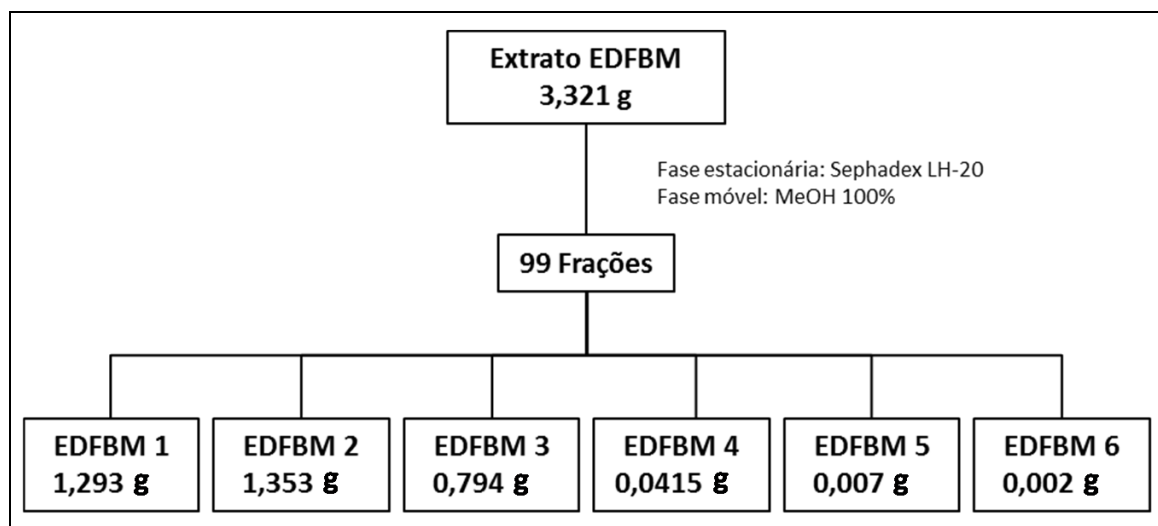 Extrato EDFBM
3,321 g
Fase estacionária: Sephadex LH-20
Fase móvel: MeOH 100%
99 Frações
EDFBM 1
1,293 g
EDFBM 2
1,353 g
EDFBM 3
0,794 g
EDFBM 4
0,0415 g
EDFBM 5
0,007 g
EDFBM 6
0,002 g